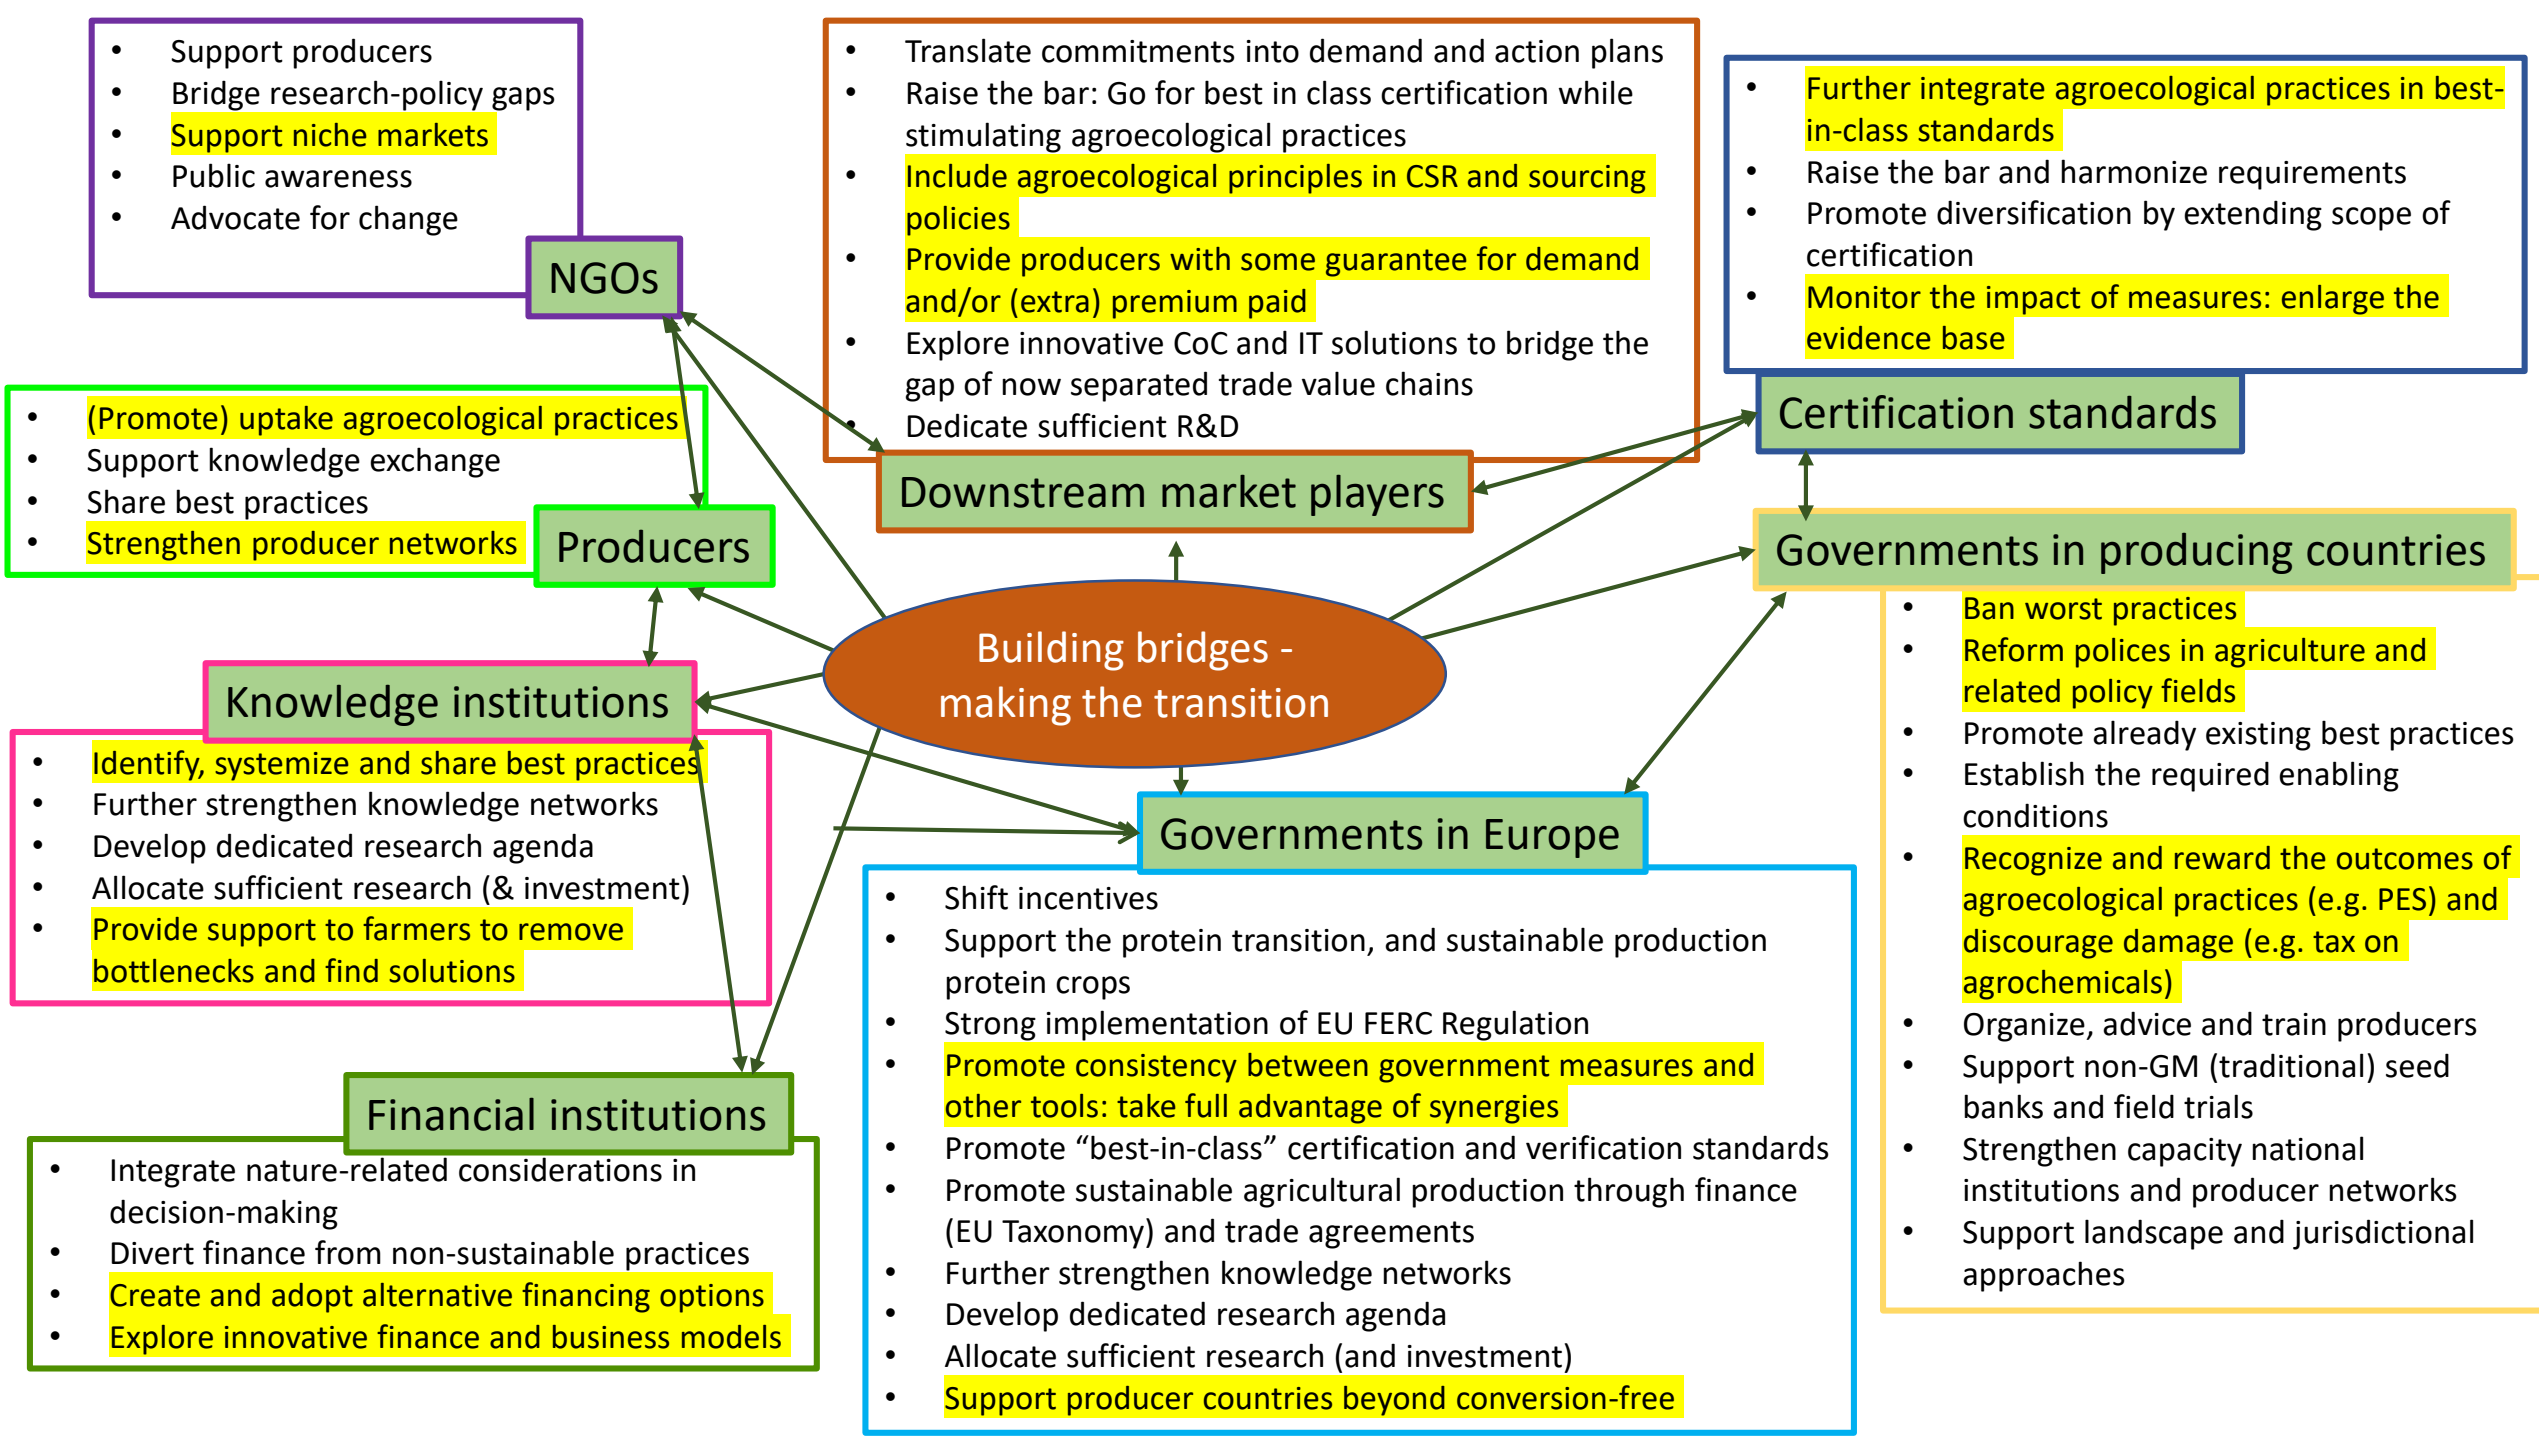 • Support producers
• Bridge research-policy gaps
• Support niche markets
• Public awareness
• Advocate for change
NGOs
• Translate commitments into demand and action plans
• Raise the bar: Go for best in class certification while
stimulating agroecological practices
• Include agroecological principles in CSR and sourcing
policies
• Provide producers with some guarantee for demand
and/or (extra) premium paid
• Explore innovative CoC and IT solutions to bridge the
gap of now separated trade value chains
• Dedicate sufficient R&D
Downstream market players
• Further integrate agroecological practices in best-
in-class standards
• Raise the bar and harmonize requirements
• Promote diversification by extending scope of
certification
• Monitor the impact of measures: enlarge the
evidence base
Certification standards
• (Promote) uptake agroecological practices
• Support knowledge exchange
• Share best practices
• Strengthen producer networks
Producers
Building bridges -
making the transition
Governments in producing countries
• Ban worst practices
• Reform polices in agriculture and
related policy fields
• Promote already existing best practices
• Establish the required enabling
conditions
• Recognize and reward the outcomes of
agroecological practices (e.g. PES) and
discourage damage (e.g. tax on
agrochemicals)
• Organize, advice and train producers
• Support non-GM (traditional) seed
banks and field trials
• Strengthen capacity national
institutions and producer networks
• Support landscape and jurisdictional
approaches
Knowledge institutions
• Identify, systemize and share best practices
• Further strengthen knowledge networks
• Develop dedicated research agenda
• Allocate sufficient research (& investment)
• Provide support to farmers to remove
bottlenecks and find solutions
Governments in Europe
• Shift incentives
• Support the protein transition, and sustainable production
protein crops
• Strong implementation of EU FERC Regulation
• Promote consistency between government measures and
other tools: take full advantage of synergies
• Promote “best-in-class” certification and verification standards
• Promote sustainable agricultural production through finance
(EU Taxonomy) and trade agreements
• Further strengthen knowledge networks
• Develop dedicated research agenda
• Allocate sufficient research (and investment)
• Support producer countries beyond conversion-free
Financial institutions
• Integrate nature-related considerations in
decision-making
• Divert finance from non-sustainable practices
• Create and adopt alternative financing options
• Explore innovative finance and business models